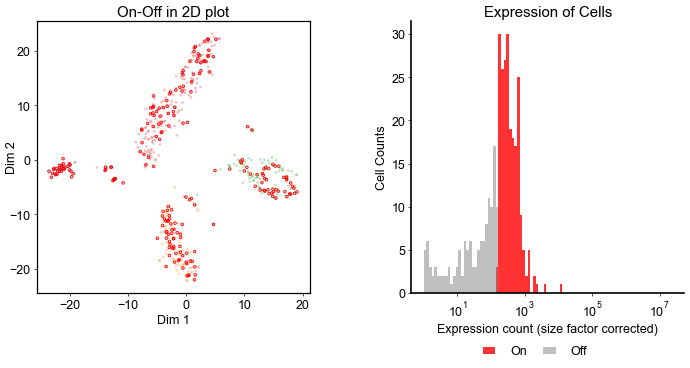 On-Off in 2D plot
Dim 2
20
10
0
−10
−20
−20
−10
0
10
20
Dim 1
Expression of Cells
Cell Counts
30
25
20
15
10
5
0
10^1
10^3
10^5
10^7
Expression count (size factor corrected)
On
Off